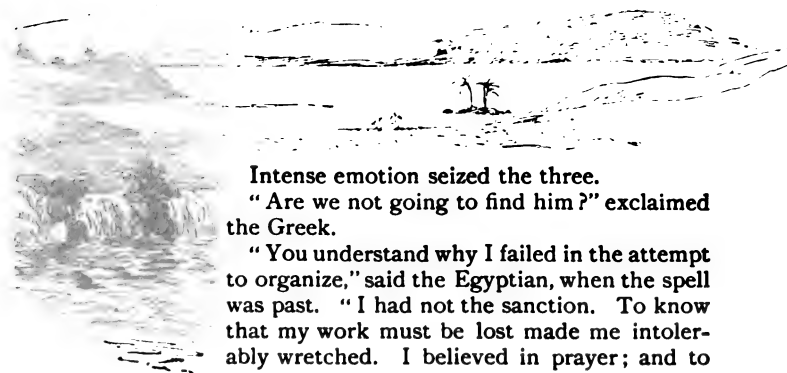 Intense emotion seized the three.
" Are we not going to find him ?" exclaimed
the Greek.
" You understand why I failed in the attempt
to organize," said the Egyptian, when the spell
was past. " I had not the sanction. To know
that my work must be lost made me intoler-
ably wretched. I believed in prayer; and to